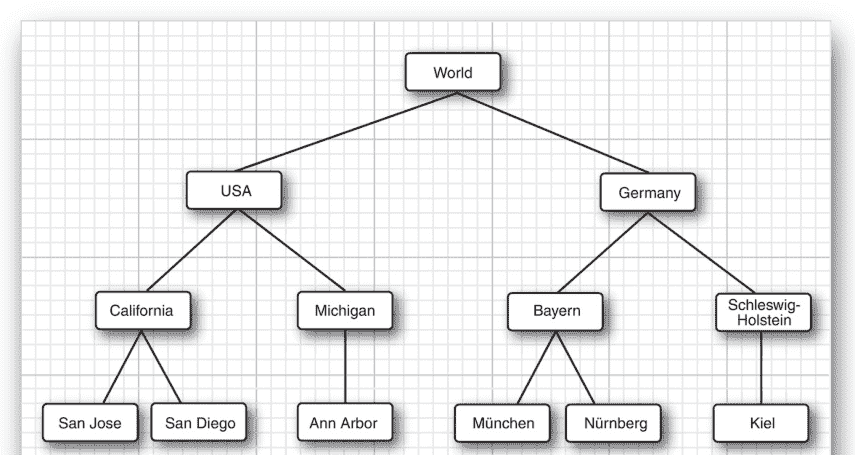 World
USA
Germany
California
Michigan
Bayern
Schleswig-
Holstein
San Jose
San Diego
Ann Arbor
München
Nürnberg
Kiel